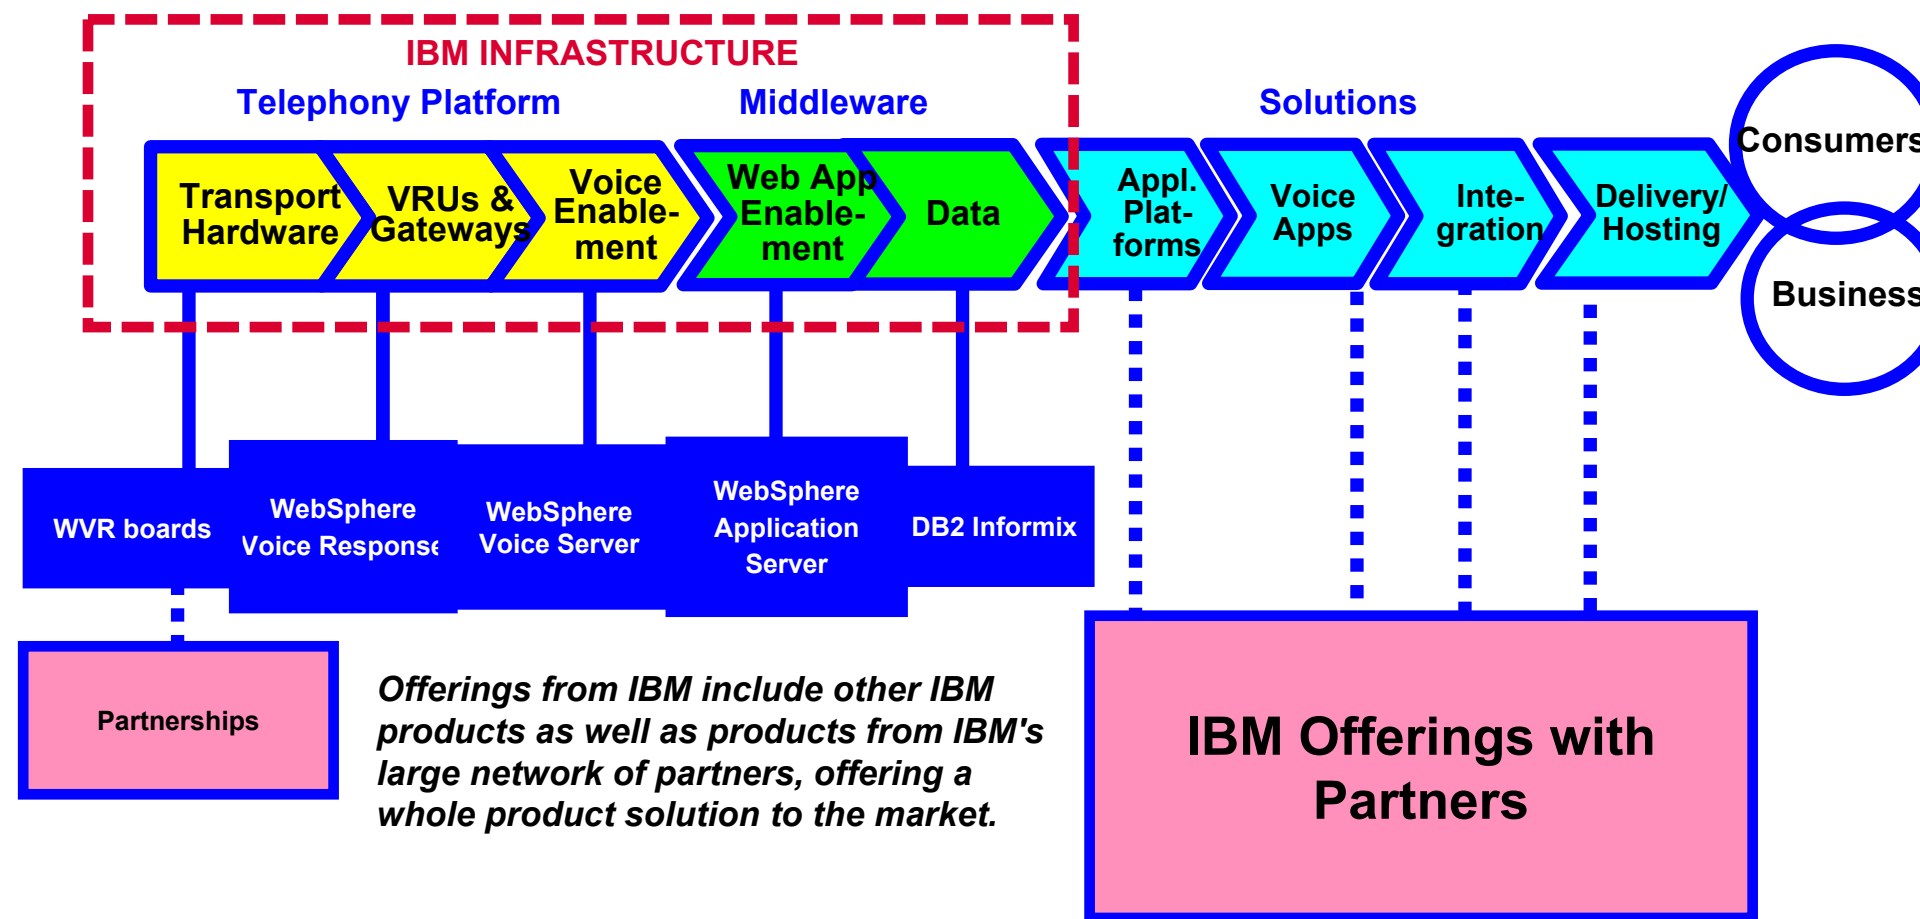 IBM INFRASTRUCTURE
Telephony Platform
Middleware
Solutions
Transport
Hardware
VRUs &
Gateways
Voice
Enable-
ment
Web App
Enable-
ment
Data
Appl.
Plat-
forms
Voice
Apps
Inte-
gration
Delivery/
Hosting
Consumers
Business
WVR boards
WebSphere
Voice Response
WebSphere
Voice Server
WebSphere
Application
Server
DB2 Informix
Partnerships
Offerings from IBM include other IBM
products as well as products from IBM's
large network of partners, offering a
whole product solution to the market.
IBM Offerings with
Partners